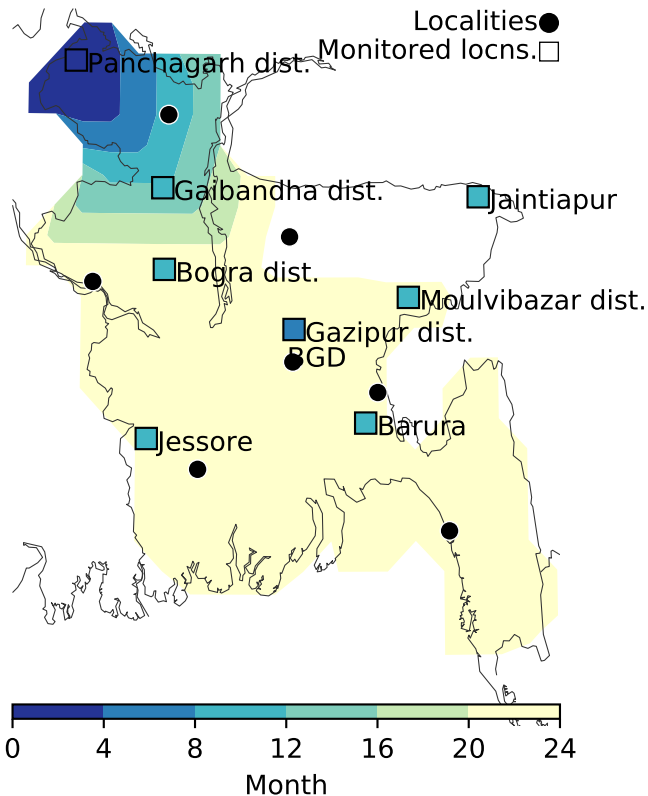 Localities
Monitored locns.
Panchagarh dist.
Gaibandha dist.
Jaintiapur
Bogra dist.
Moulvibazar dist.
Gazipur dist.
BGD
Barura
Jessore
0 4 8 12 16 20 24
Month